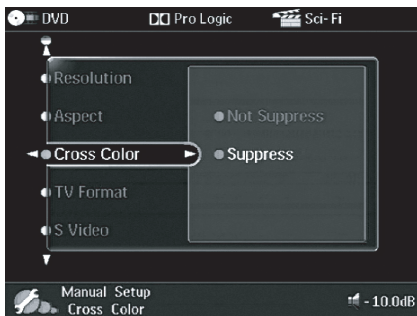 DVD
Pro Logic
Sci-Fi
Resolution
Aspect
Not Suppress
Cross Color
Suppress
TV Format
S Video
Manual Setup
Cross Color
-10.0dB